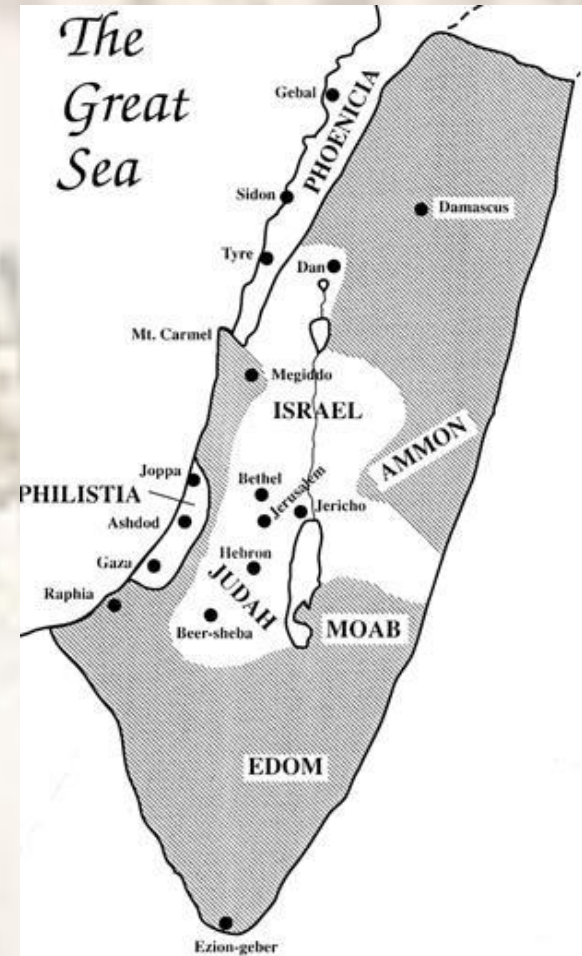 The
Great
Sea
Gebal
PHOENICIA
Sidon
Damascus
Tyre
Dan
Mt. Carmel
Megiddo
ISRAEL
AMMON
Joppa
Bethel
Jerusalem
PHILISTIA
Jericho
Ashdod
Hebron
Gaza
JUDAH
Raphia
Beer-sheba
MOAB
EDOM
Ezion-geber